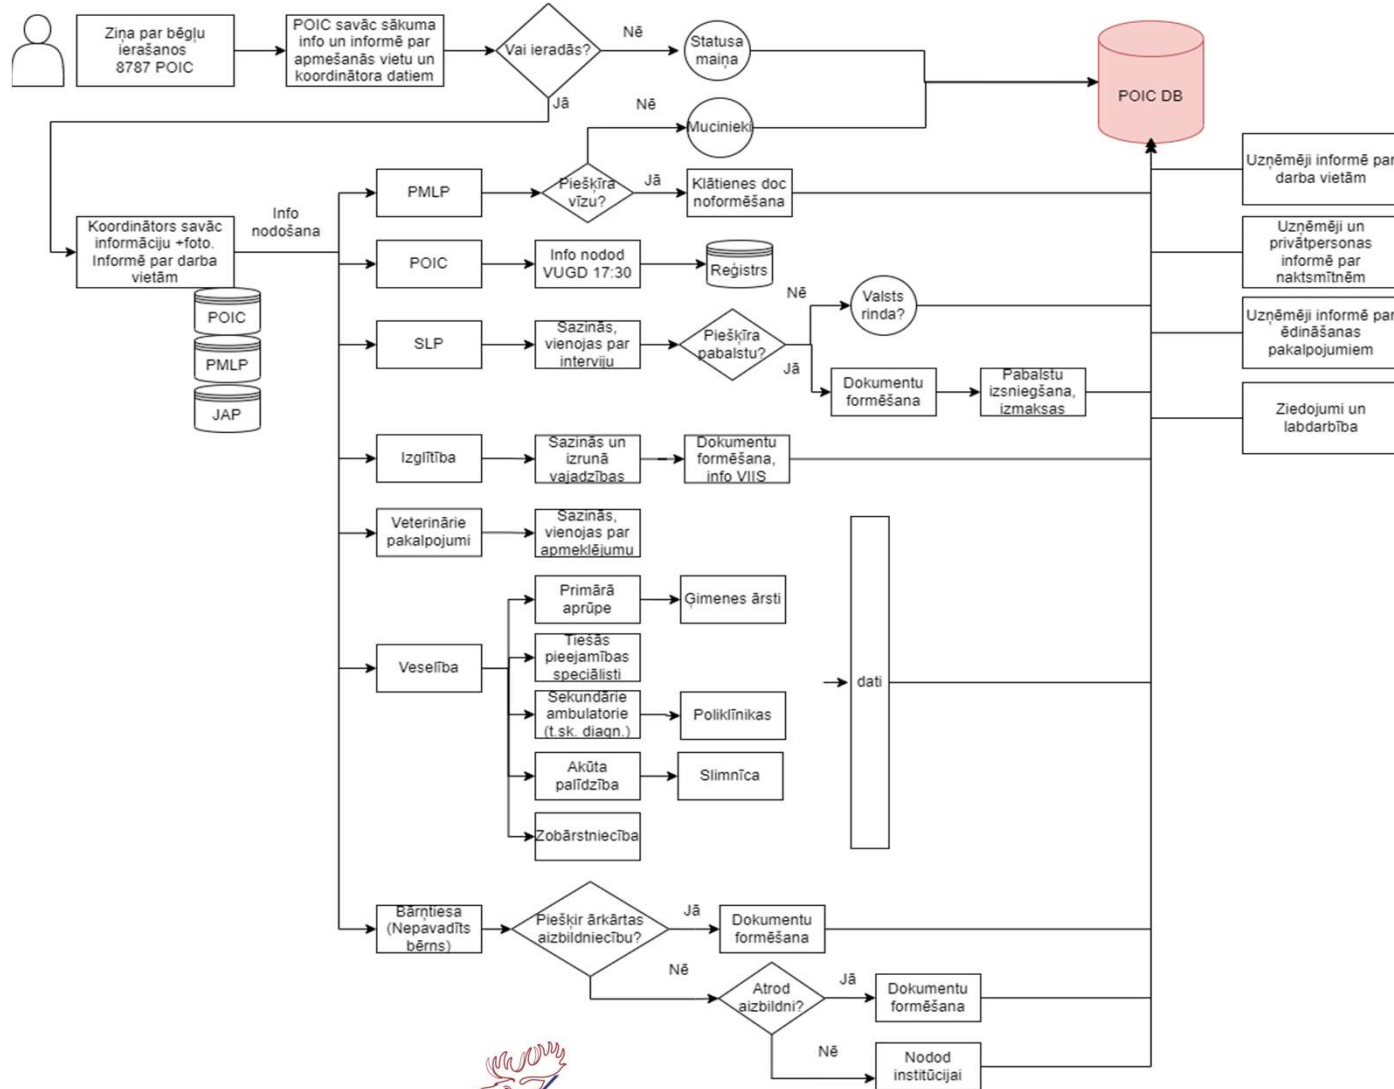 Ziņa par bēgļu
ierašanos
8787 POIC
POIC savāc sākuma
info un informē par
apmešanās vietu un
koordinātora datiem
Vai ieradās?
Nē
Statusa
maiņa
POIC DB
Jā
Nē
Mucinieki
PMLP
Piešķīra
vīzu?
Jā
Klātienes doc
noformēšana
Uzņēmēji informē par
darba vietām
Koordinātors savāc
informāciju +foto.
Informē par darba
vietām
Info
nodošana
POIC
Info nodod
VUGD 17:30
Reģistrs
Uzņēmēji un
privātpersonas
informē par
naktsmītnēm
POIC
PMLP
JAP
SLP
Sazinās,
vienojas par
interviju
Piešķīra
pabalstu?
Nē
Valsts
rinda?
Jā
Dokumentu
formēšana
Pabalstu
izsniegšana,
izmaksas
Uzņēmēji informē par
ēdināšanas
pakalpojumiem
Ziedojumi un
labdarbība
Izglītība
Sazinās un
izrunā
vajadzības
Dokumentu
formēšana,
info VIIS
Veterinārie
pakalpojumi
Sazinās,
vienojas par
apmeklējumu
Veselība
Primārā
aprūpe
Ģimenes ārsti
Tiešās
pieejamības
speciālisti
Sekundārie
ambulatorie
(t.sk. diagn.)
Poliklīnikas
Akūta
palīdzība
Slimnīca
Zobārstniecība
dati
Bārņtiesa
(Nepavadīts
bērns)
Piešķir ārkārtas
aizbildniecību?
Jā
Dokumentu
formēšana
Nē
Atrod
aizbildni?
Jā
Dokumentu
formēšana
Nē
Nodod
institūcijai